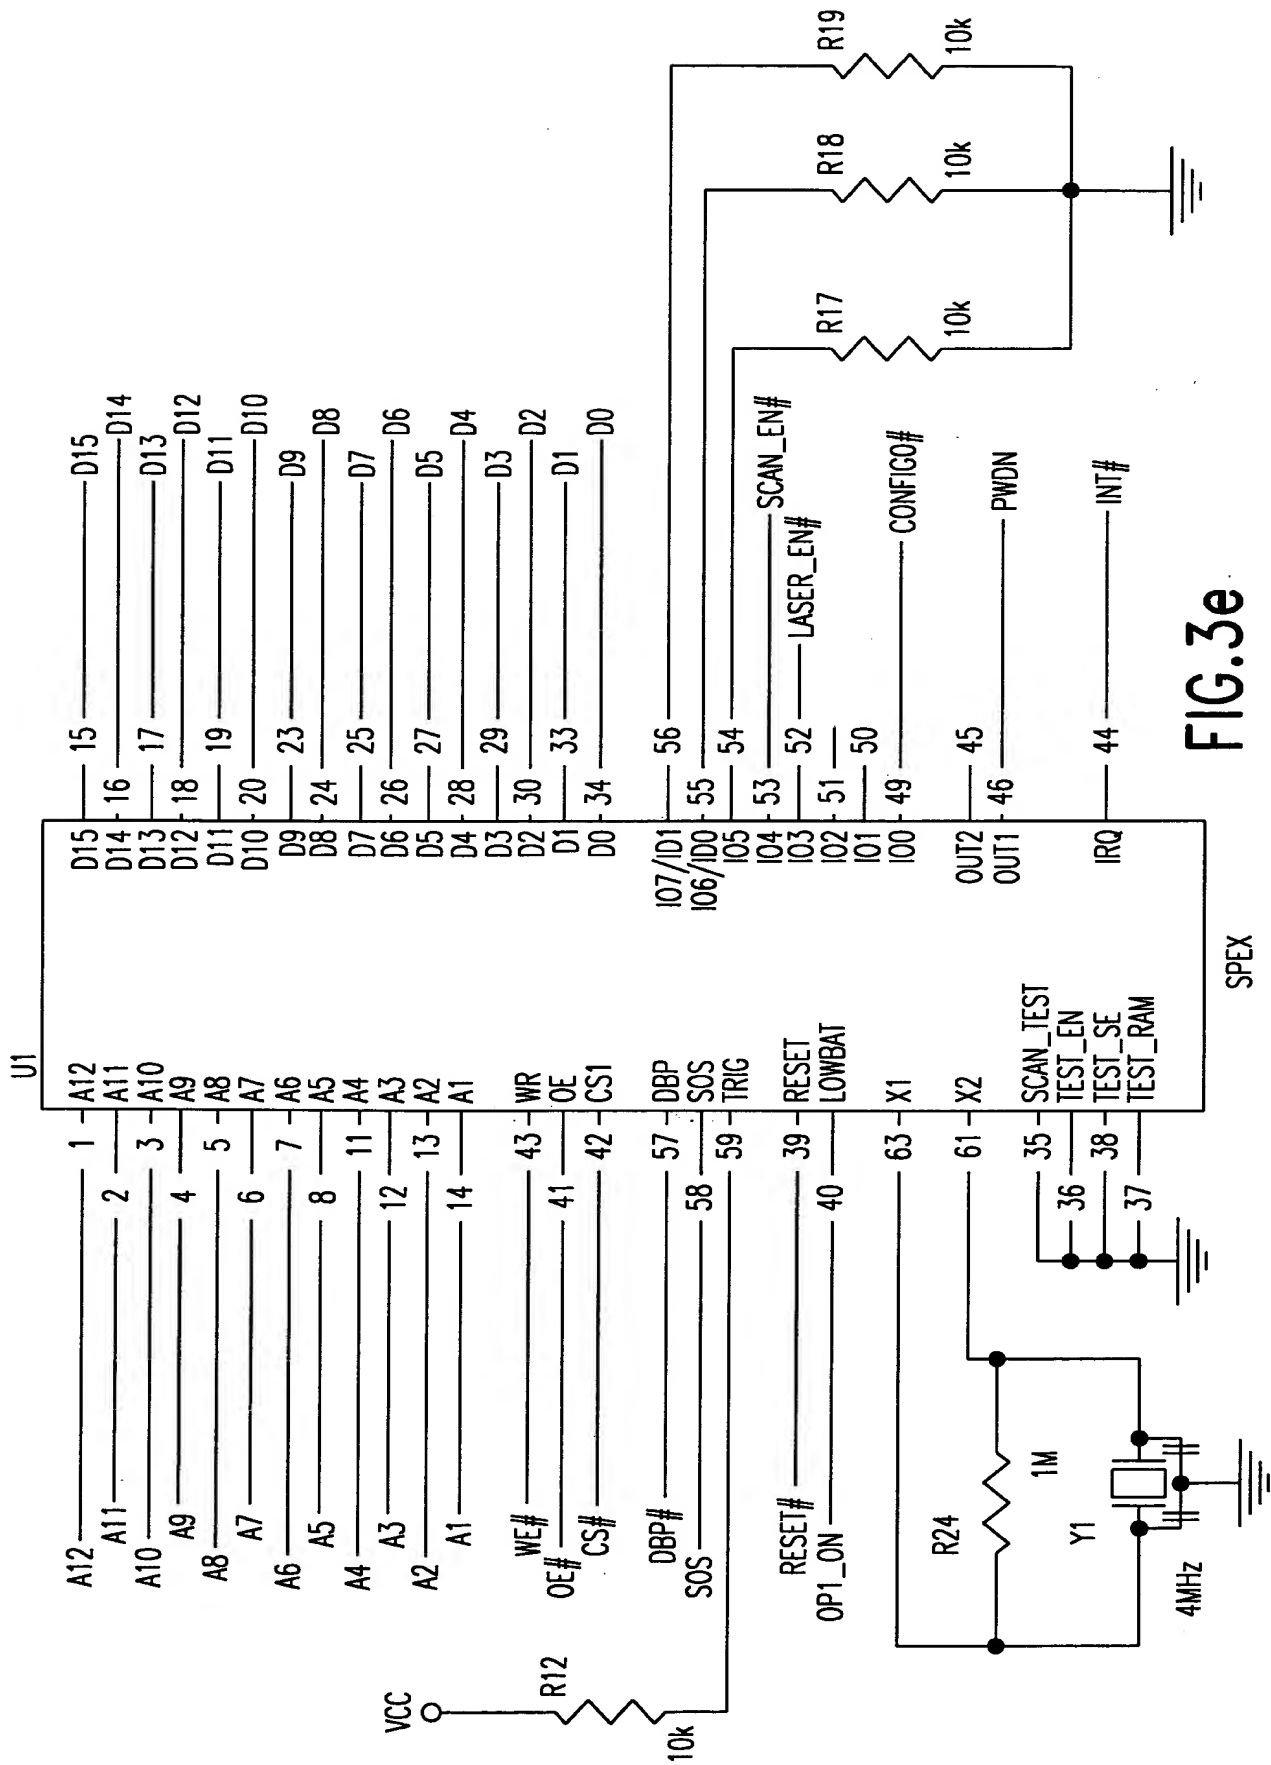 U1
A12 1 A12 D15 15 D15
A11 2 A11 D14 16 D14
A10 3 A10 D13 17 D13
A9 4 A9 D12 18 D12
A8 5 A8 D11 19 D11
A7 6 A7 D10 20 D10
A6 7 A6 D9 23 D9
A5 8 A5 D8 24 D8
A4 11 A4 D7 25 D7
A3 12 A3 D6 26 D6
A2 13 A2 D5 27 D5
A1 14 A1 D4 28 D4
D3 29 D3
WE# 43 WR D2 30 D2
OE# 41 OE D1 33 D1
CS# 42 CS1 D0 34 D0
DBP# 57 DBP IO7/ID1 56
SOS 58 SOS IO6/ID0 55
VCC
R12
10k
59 TRIG IO5 54
IO4 53 SCAN_EN#
RESET# 39 RESET IO3 52 LASER_EN#
OP1_ON 40 LOWBAT IO2 51
IO1 50
63 X1 IO0 49 CONFIG0#
61 X2 OUT2 45
OUT1 46 PWDN
35 SCAN_TEST
36 TEST_EN
38 TEST_SE IRQ 44 INT#
37 TEST_RAM
R17
10k
R18
10k
R19
10k
R24
1M
Y1
4MHz
SPEX
FIG.3e